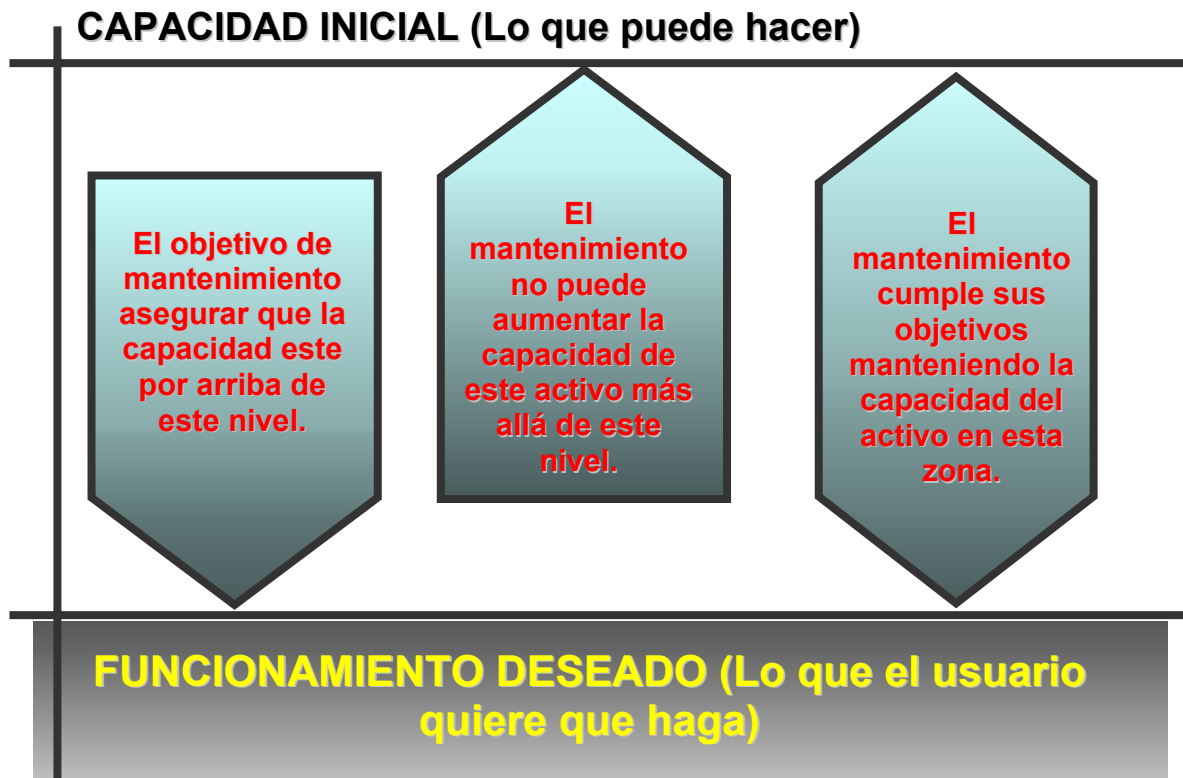 CAPACIDAD INICIAL (Lo que puede hacer)
El objetivo de
mantenimiento
asegurar que la
capacidad este
por arriba de
este nivel.
El
mantenimiento
no puede
aumentar la
capacidad de
este activo más
allá de este
nivel.
El
mantenimiento
cumple sus
objetivos
manteniendo la
capacidad del
activo en esta
zona.
FUNCIONAMIENTO DESEADO (Lo que el usuario
quiere que haga)